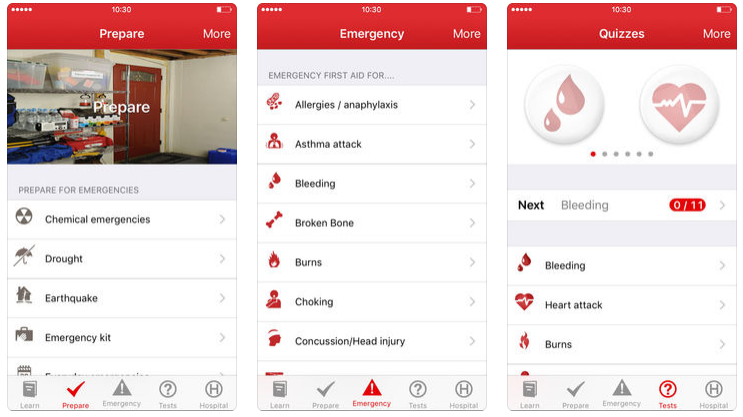 10:30
Prepare
More
Prepare
PREPARE FOR EMERGENCIES
Chemical emergencies
Drought
Earthquake
Emergency kit
Everyday emergencies
Learn
Prepare
Emergency
Tests
Hospital
10:30
Emergency
More
EMERGENCY FIRST AID FOR....
Allergies / anaphylaxis
Asthma attack
Bleeding
Broken Bone
Burns
Choking
Concussion/Head injury
Learn
Prepare
Emergency
Tests
Hospital
10:30
Quizzes
More
Next Bleeding 0 / 11
Bleeding
Heart attack
Burns
Learn
Prepare
Emergency
Tests
Hospital